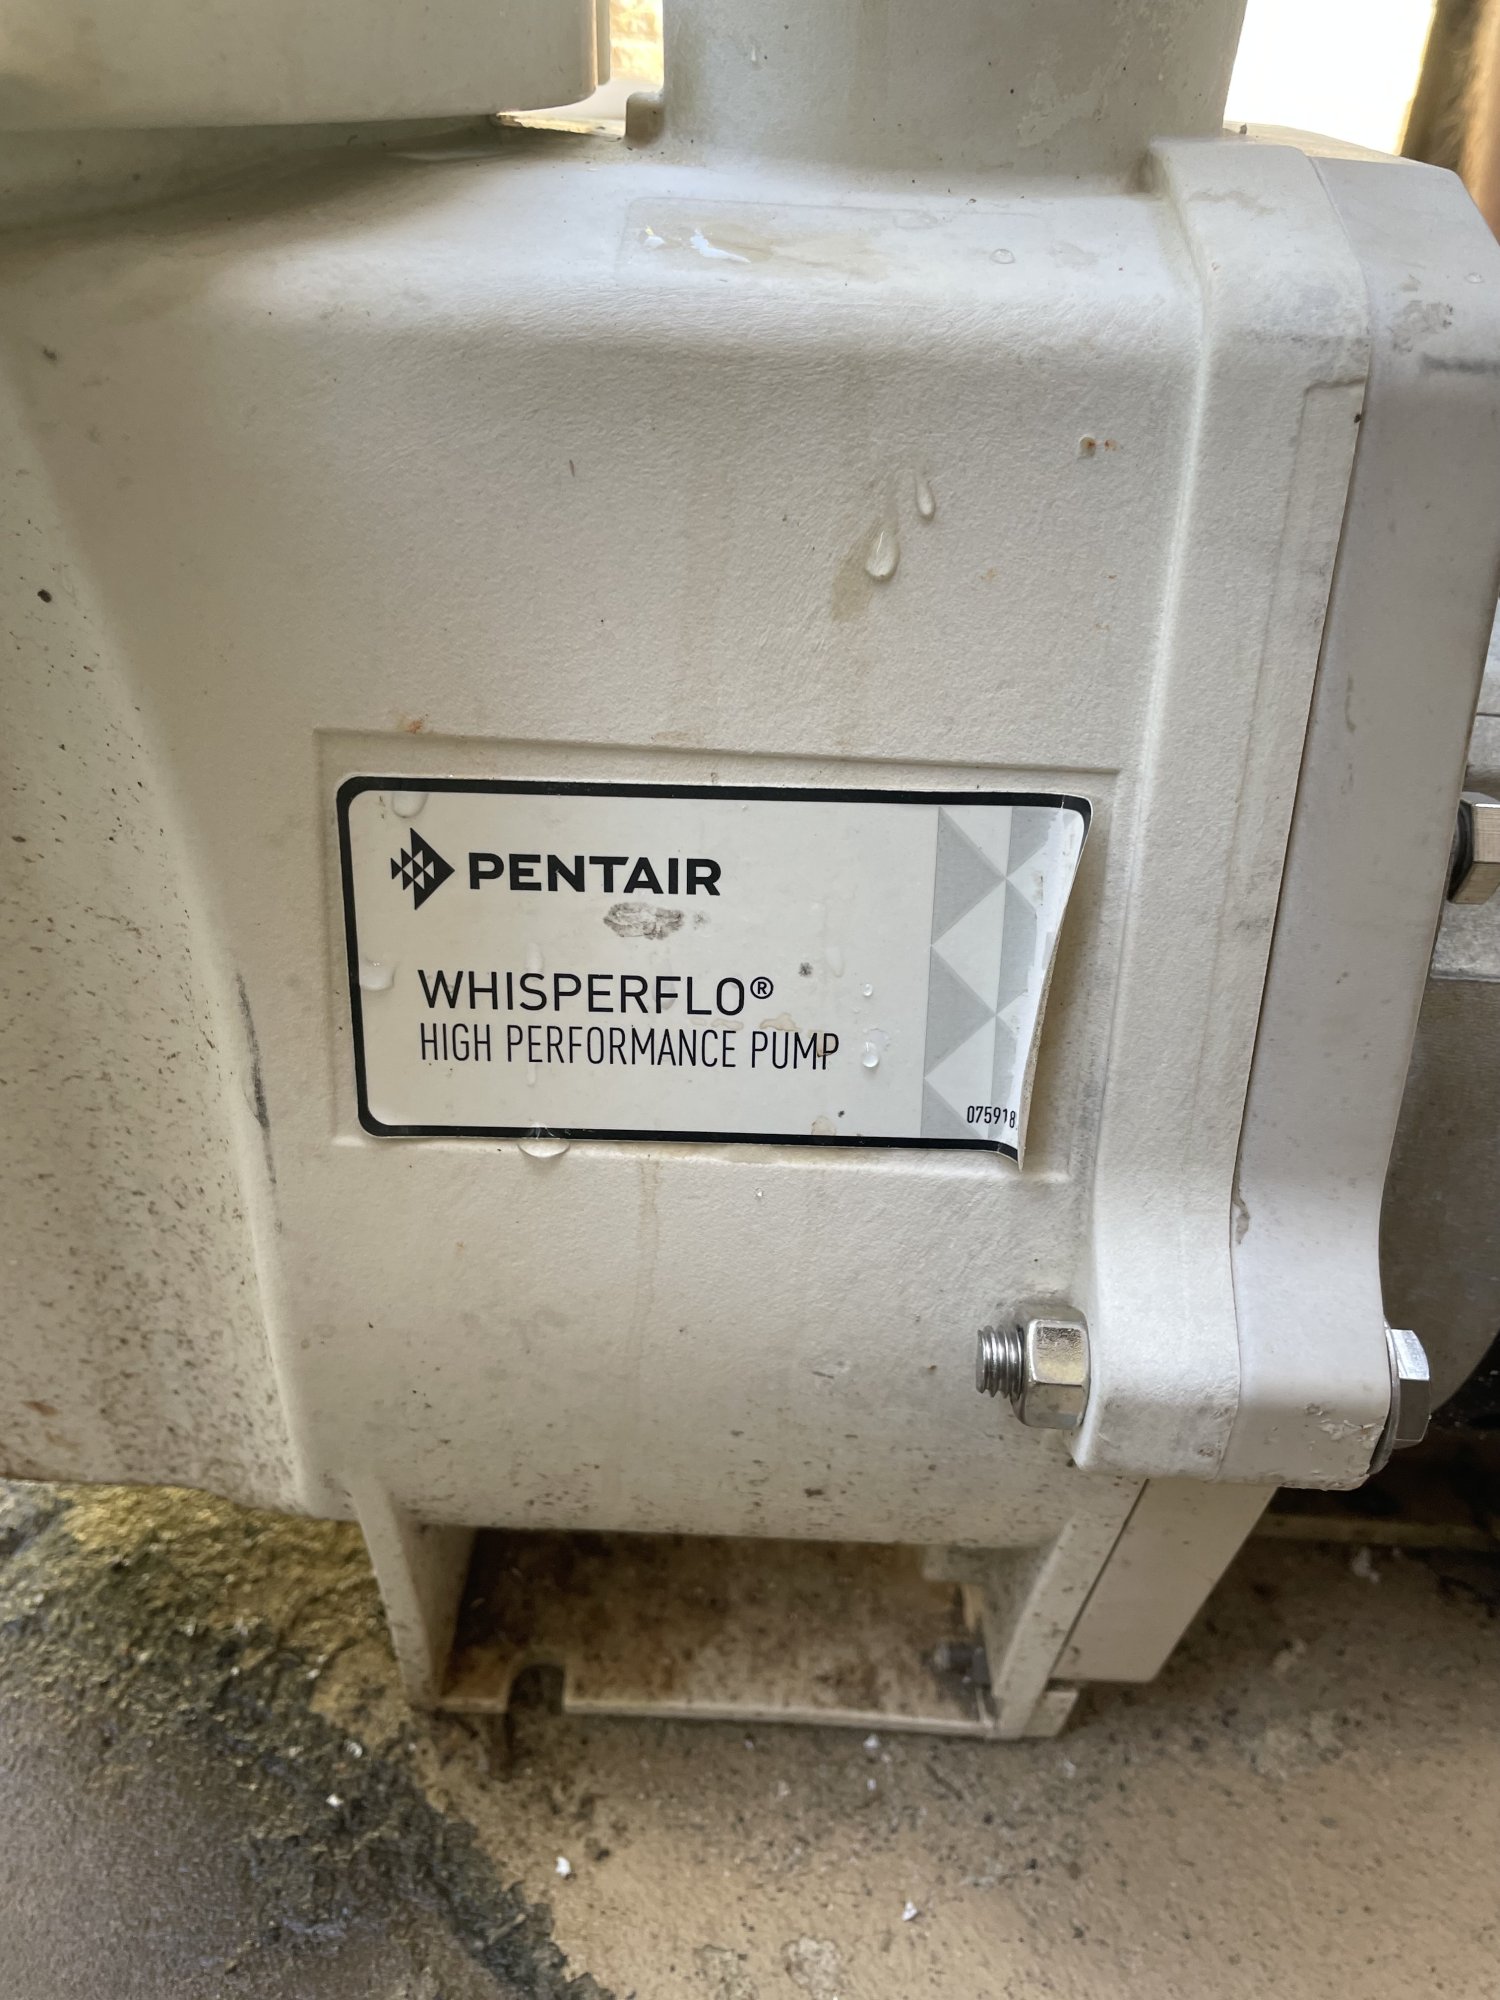 PENTAIR
WHISPERFLO®
HIGH PERFORMANCE PUMP
075918